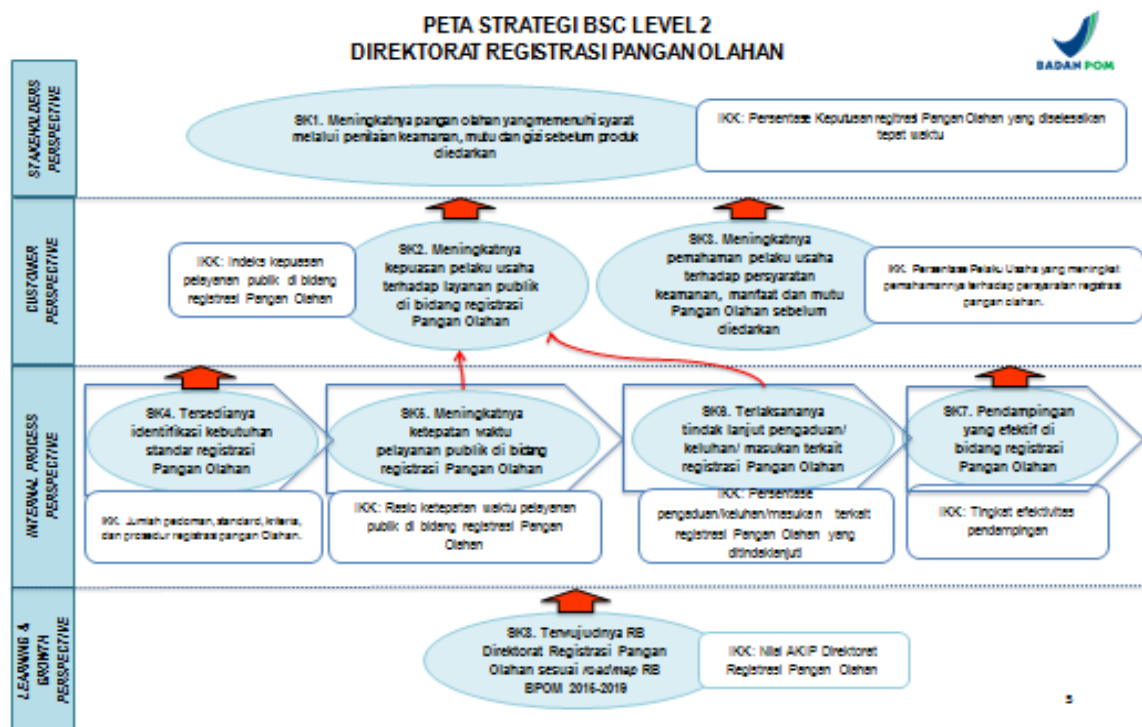 PETA STRATEGI BSC LEVEL 2
DIREKTORAT REGISTRASI PANGAN OLAHAN
BADAN POM
STAKEHOLDERS
PERSPECTIVE
SK1. Meningkatnya pangan olahan yang memenuhi syarat
melalui penilaian keamanan, mutu dan gizi sebelum produk
diedarkan
IKK: Persentase Keputusan regitrasi Pangan Olahan yang diselesaikan
tepat waktu
CUSTOMER
PERSPECTIVE
IKK: Indeks kepuasan
pelayanan publik di bidang
registrasi Pangan Olahan
SK2. Meningkatnya
kepuasan pelaku usaha
terhadap layanan publik
di bidang registrasi
Pangan Olahan
SK3. Meningkatnya
pemahaman pelaku usaha
terhadap persyaratan
keamanan, manfaat dan mutu
Pangan Olahan sebelum
diedarkan
IKK: Persentase Pelaku Usaha yang meningkat
pemahamannya terhadap persyaratan registrasi
pangan olahan.
INTERNAL PROCESS
PERSPECTIVE
SK4. Tersedianya
identifikasi kebutuhan
standar registrasi
Pangan Olahan
IKK: Jumlah pedoman, standard, kriteria,
dan prosedur registrasi pangan Olahan.
SK5. Meningkatnya
ketepatan waktu
pelayanan publik di bidang
registrasi Pangan Olahan
IKK: Rasio ketepatan waktu pelayanan
publik di bidang registrasi Pangan
Olahan
SK6. Terlaksananya
tindak lanjut pengaduan/
keluhan/ masukan terkait
registrasi Pangan Olahan
IKK: Persentase
pengaduan/keluhan/masukan terkait
registrasi Pangan Olahan yang
ditindaklanjuti
SK7. Pendampingan
yang efektif di
bidang registrasi
Pangan Olahan
IKK: Tingkat efektivitas
pendampingan
LEARNING &
GROWTH
PERSPECTIVE
SK8. Terwujudnya RB
Direktorat Registrasi Pangan
Olahan sesuai roadmap RB
BPOM 2015-2019
IKK: Nilai AKIP Direktorat
Registrasi Pangan Olahan